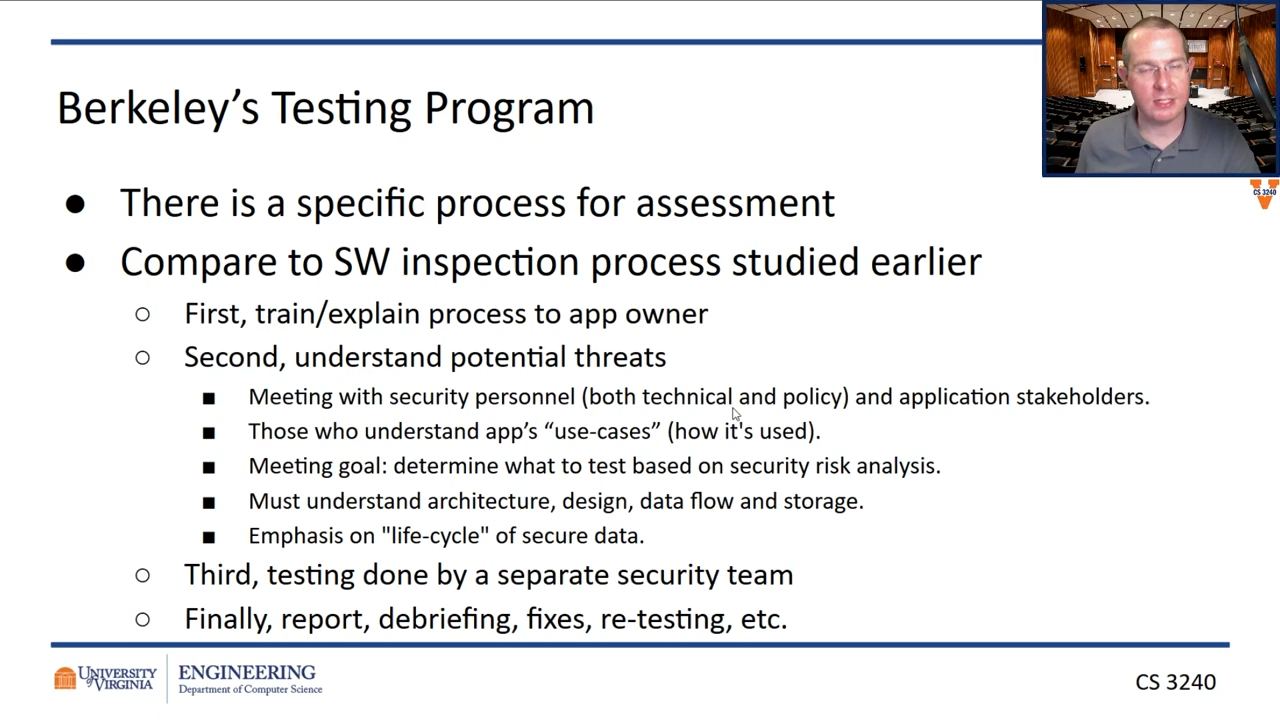 Berkeley’s Testing Program
CS 3240
● There is a specific process for assessment
● Compare to SW inspection process studied earlier
○ First, train/explain process to app owner
○ Second, understand potential threats
■ Meeting with security personnel (both technical and policy) and application stakeholders.
■ Those who understand app’s “use-cases” (how it's used).
■ Meeting goal: determine what to test based on security risk analysis.
■ Must understand architecture, design, data flow and storage.
■ Emphasis on "life-cycle" of secure data.
○ Third, testing done by a separate security team
○ Finally, report, debriefing, fixes, re-testing, etc.
UNIVERSITY of VIRGINIA
ENGINEERING
Department of Computer Science
CS 3240